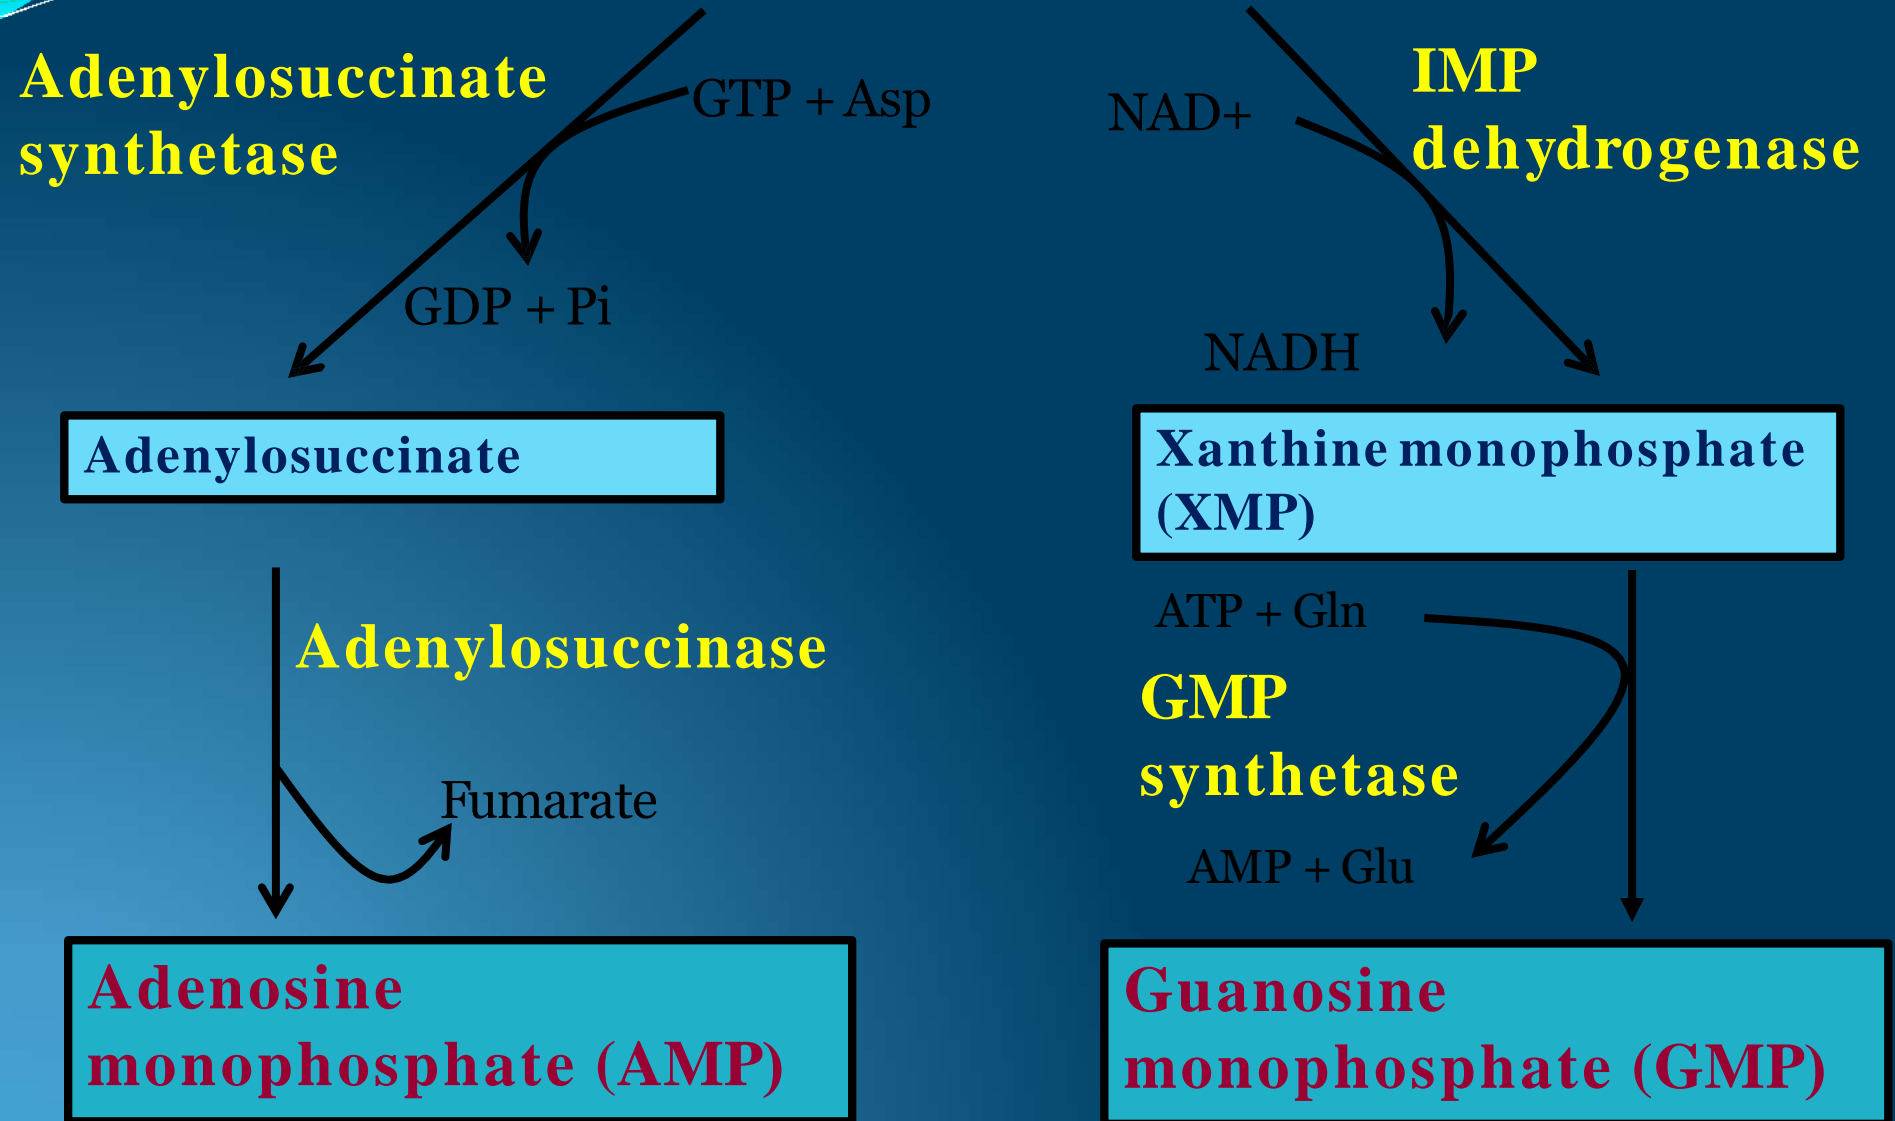 Adenylosuccinate
synthetase
GTP + Asp
GDP + Pi
NAD+
IMP
dehydrogenase
NADH
Adenylosuccinate
Xanthine monophosphate
(XMP)
Adenylosuccinase
Fumarate
ATP + Gln
GMP
synthetase
AMP + Glu
Adenosine
monophosphate (AMP)
Guanosine
monophosphate (GMP)